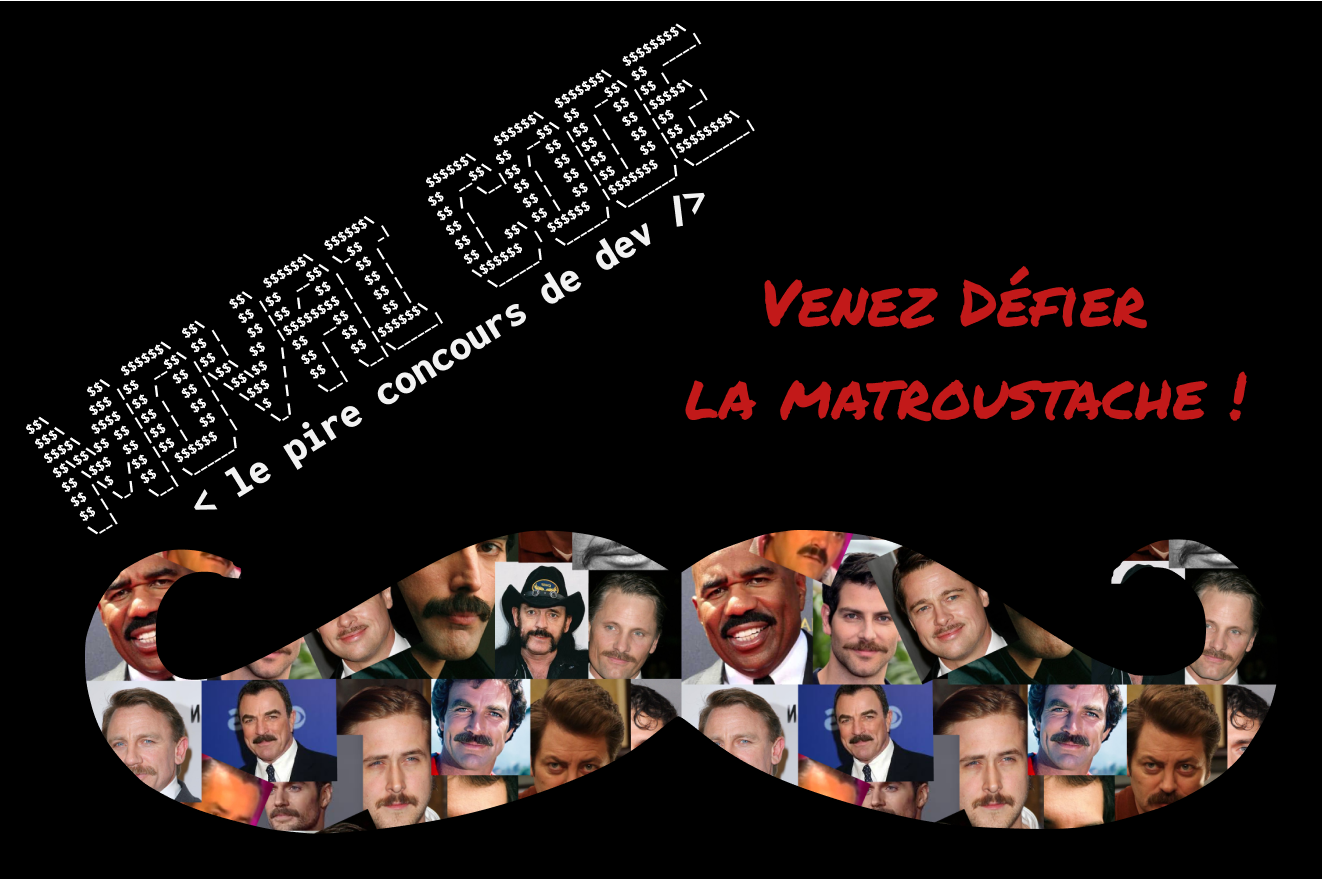 MOVAI CODE
< le pire concours de dev />
Venez Défier
la matroustache !